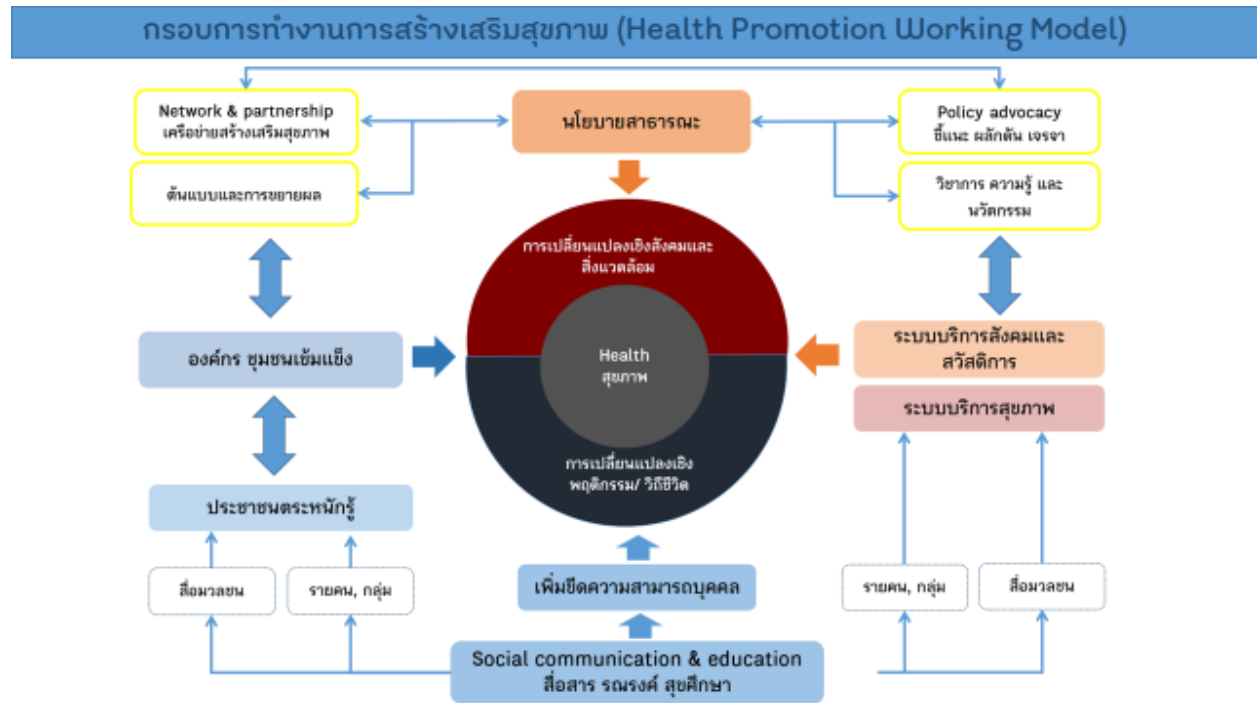 กรอบการทำงานการสร้างเสริมสุขภาพ (Health Promotion Working Model)
Network & partnership
เครือข่ายสร้างเสริมสุขภาพ
นโยบายสาธารณะ
Policy advocacy
ชี้แนะ ผลักดัน เจรจา
ต้นแบบและการขยายผล
วิชาการ ความรู้ และ
นวัตกรรม
การเปลี่ยนแปลงเชิงสังคมและ
สิ่งแวดล้อม
องค์กร ชุมชนเข้มแข็ง
Health
สุขภาพ
ระบบบริการสังคมและ
สวัสดิการ
ระบบบริการสุขภาพ
การเปลี่ยนแปลงเชิง
พฤติกรรม/ วิถีชีวิต
ประชาชนตระหนักรู้
สื่อมวลชน
รายคน, กลุ่ม
เพิ่มขีดความสามารถบุคคล
รายคน, กลุ่ม
สื่อมวลชน
Social communication & education
สื่อสาร รณรงค์ สุขศึกษา